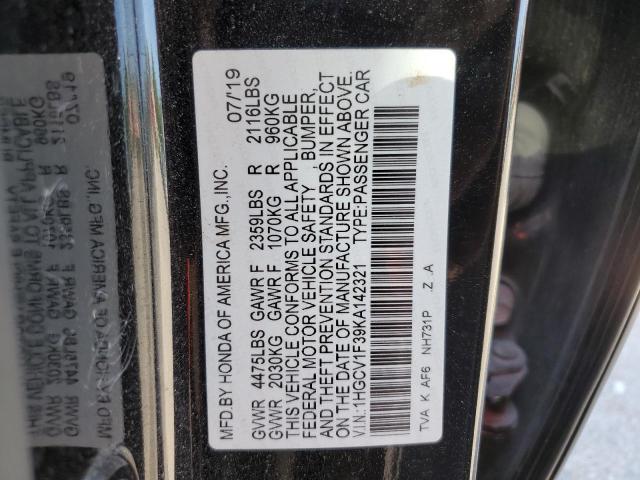 MFD.BY HONDA OF AMERICA MFG.,INC. 07/19
GVWR 4475LBS GAWR F 2359LBS R 2116LBS
GVWR 2030KG GAWR F 1070KG R 960KG
THIS VEHICLE CONFORMS TO ALL APPLICABLE
FEDERAL MOTOR VEHICLE SAFETY, BUMPER,
AND THEFT PREVENTION STANDARDS IN EFFECT
ON THE DATE OF MANUFACTURE SHOWN ABOVE.
V.I.N.:1HGCV1F39KA142321 TYPE:PASSENGER CAR
TVA K AF6 NH731P .Z .A